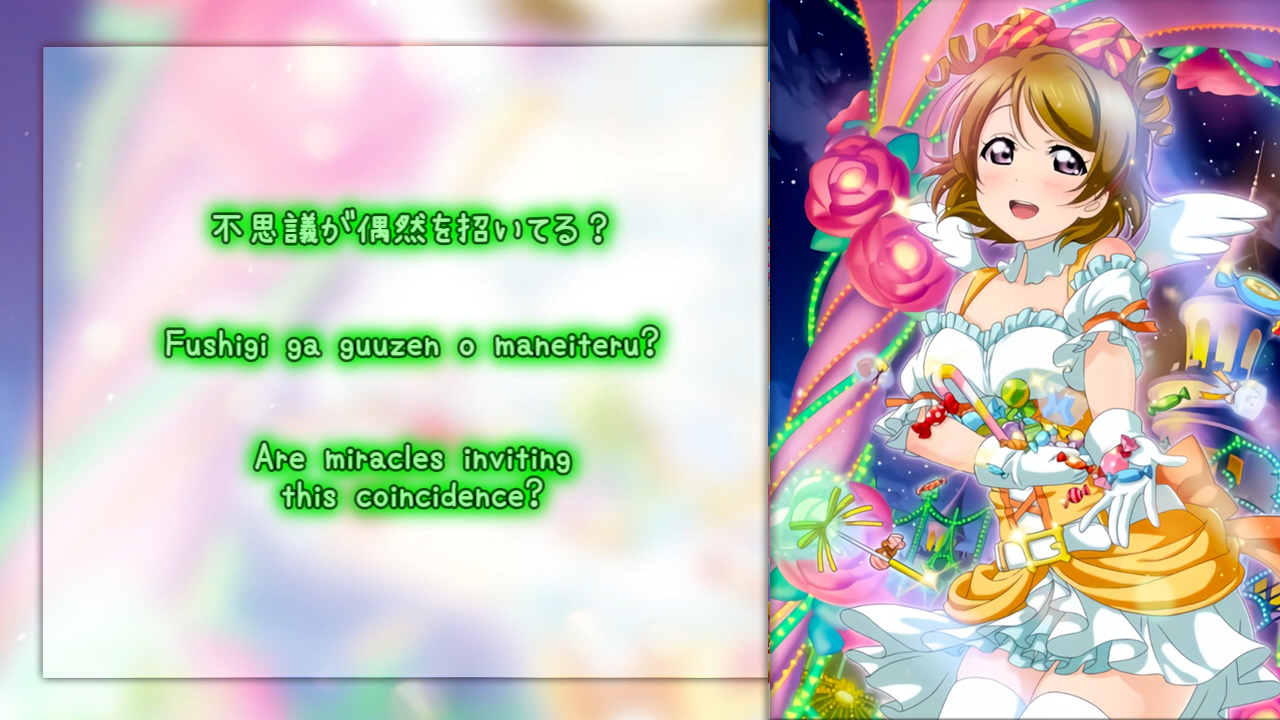 不思議が偶然を招いてる？
Fushigi ga guuzen o maneiteru?
Are miracles inviting
this coincidence?